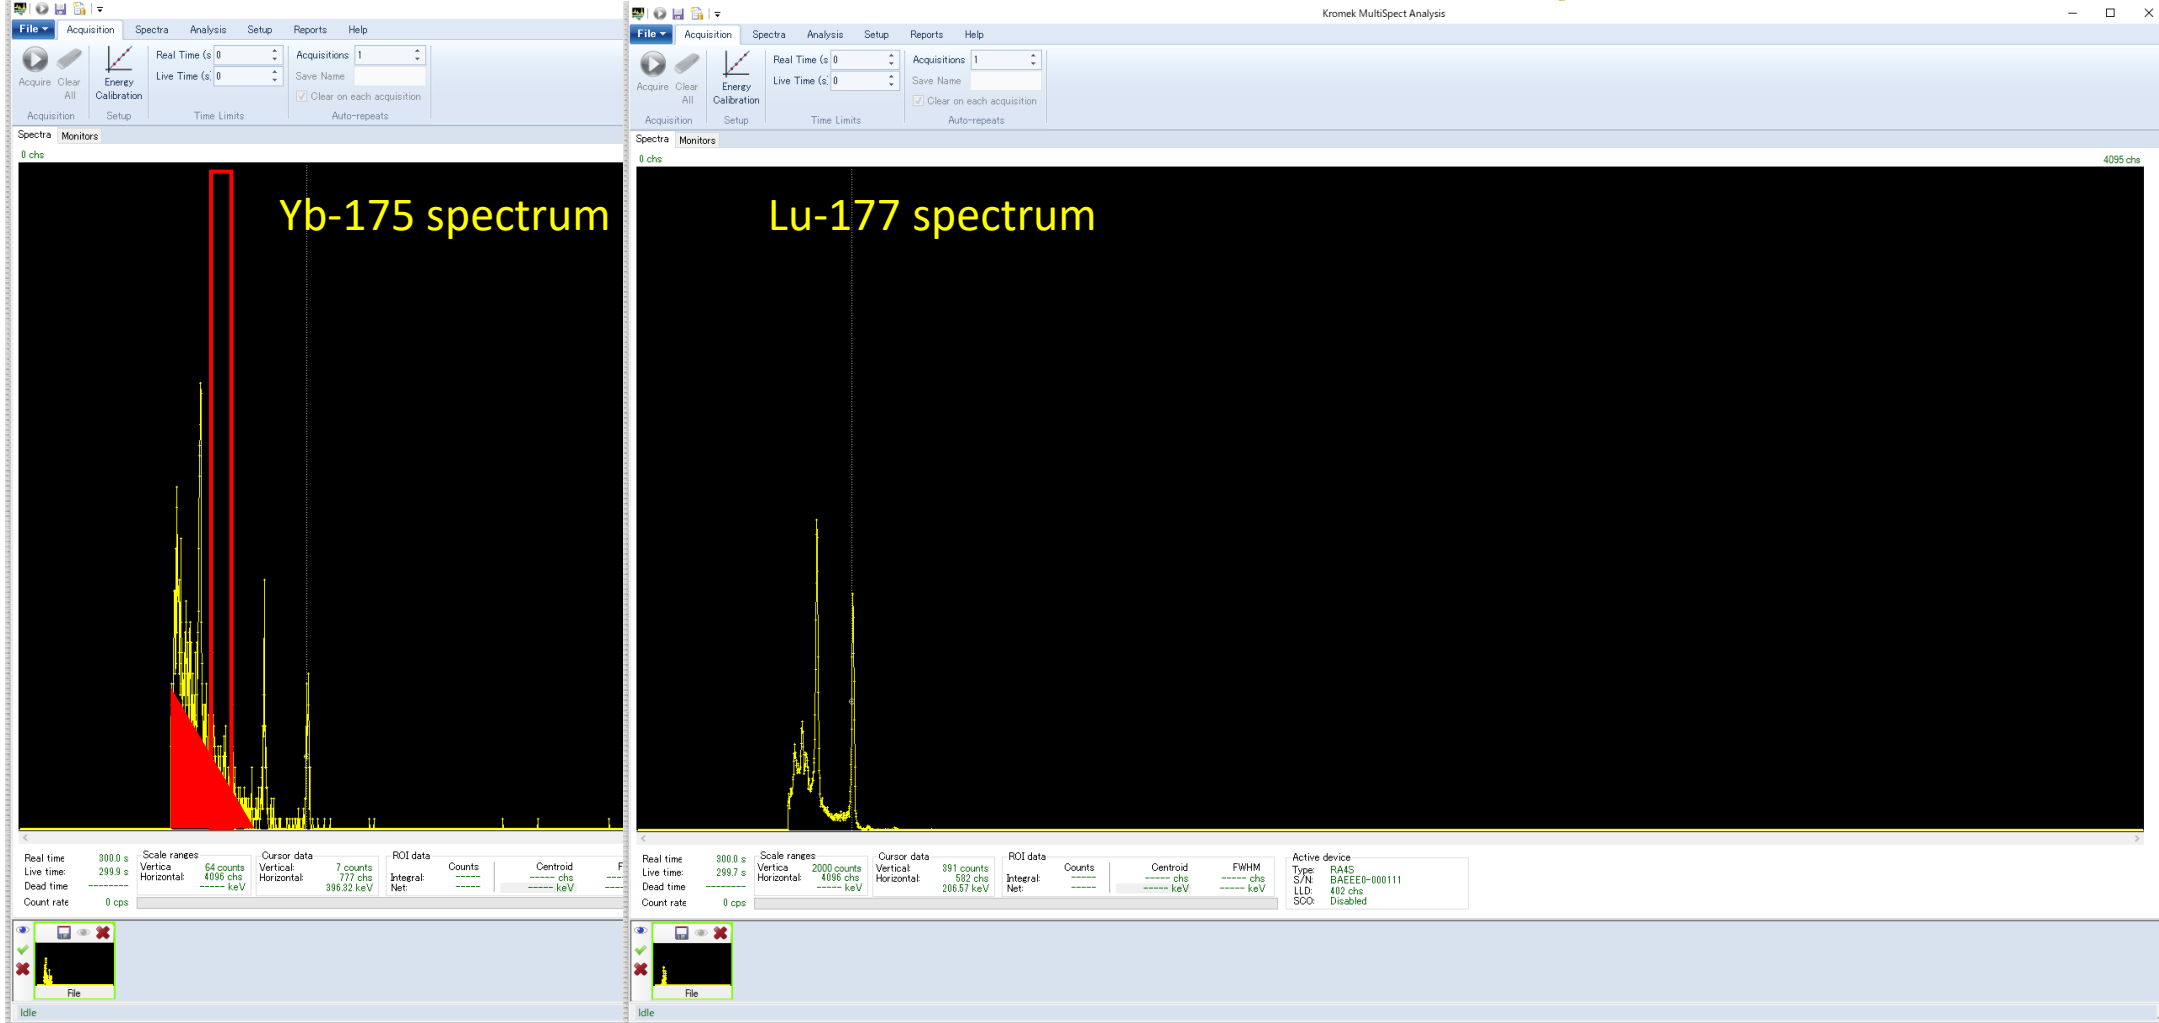 File Acquisition Spectra Analysis Setup Reports Help
Acquire Clear All
Energy Calibration
Real Time (s 0
Live Time (s: 0
Acquisitions 1
Save Name
Clear on each acquisition
Acquisition Setup Time Limits Auto-repeats
Spectra Monitors
0 chs
Yb-175 spectrum
Real time 300.0 s
Live time: 299.9 s
Dead time --------
Count rate 0 cps
Scale ranges
Vertica 64 counts
Horizontal: 4096 chs
----- keV
Cursor data
Vertical: 7 counts
Horizontal: 777 chs
396.32 keV
ROI data
Counts Centroid F
Integral: ----- ----- chs ----
Net: ----- ----- keV ----
File
Idle
Kromek MultiSpect Analysis
File Acquisition Spectra Analysis Setup Reports Help
Acquire Clear All
Energy Calibration
Real Time (s 0
Live Time (s: 0
Acquisitions 1
Save Name
Clear on each acquisition
Acquisition Setup Time Limits Auto-repeats
Spectra Monitors
0 chs 4095 chs
Lu-177 spectrum
Real time 300.0 s
Live time: 299.7 s
Dead time --------
Count rate 0 cps
Scale ranges
Vertica 2000 counts
Horizontal: 4096 chs
----- keV
Cursor data
Vertical: 391 counts
Horizontal: 582 chs
206.57 keV
ROI data
Counts Centroid FWHM
Integral: ----- ----- chs ----- chs
Net: ----- ----- keV ----- keV
Active device
Type: RA4S
S/N: BAEEE0-000111
LLD: 402 chs
SCO: Disabled
File
Idle